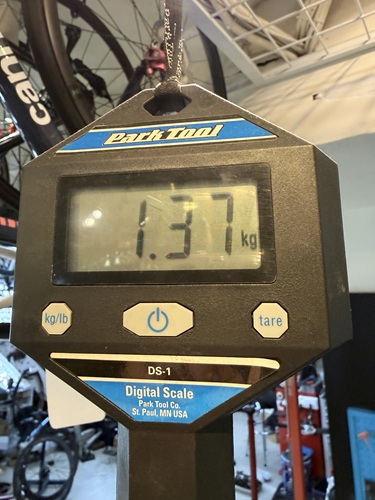 Park Tool
1.37 kg
kg/lb
tare
DS-1
Digital Scale
Park Tool Co.
St. Paul, MN USA